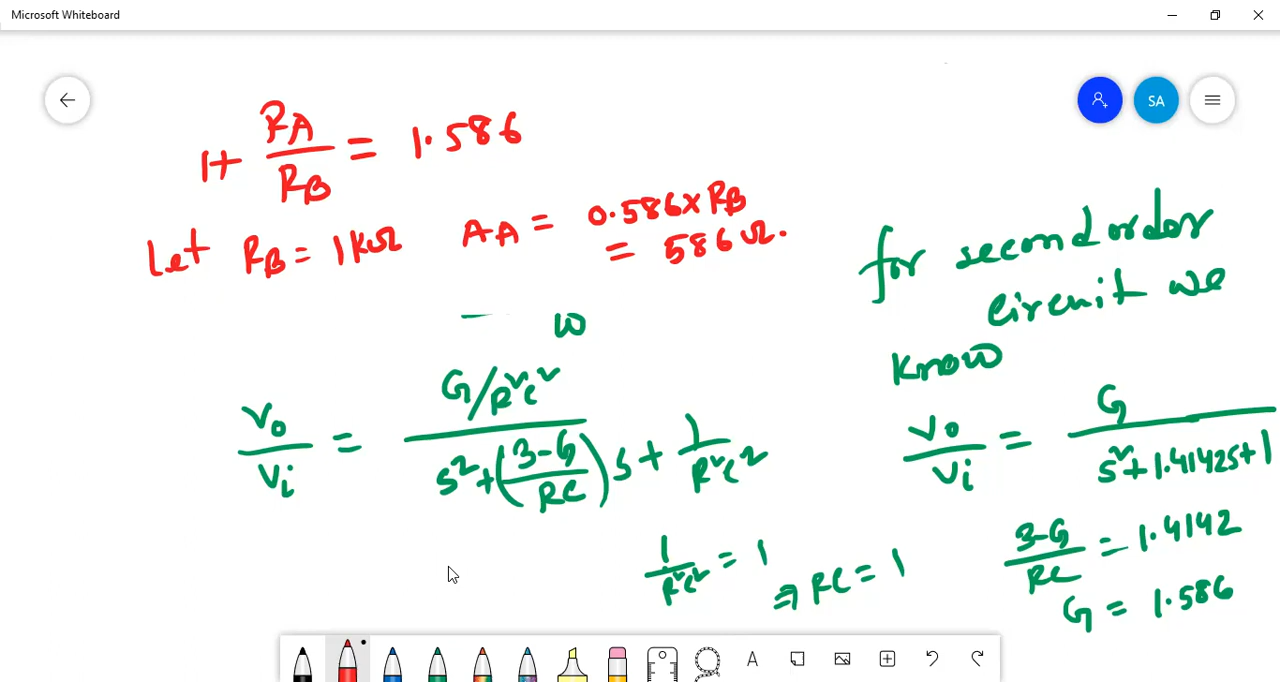 Microsoft Whiteboard
SA
1+ RA/RB = 1.586
Let RB = 1KΩ AA = 0.586×RB
= 586Ω.
for second order
circuit we
know
ω
Vo/Vi = (G/R²C²)/(s²+((3-G)/RC)s+1/R²C²)
Vo/Vi = G/(s²+1.4142s+1)
1/R²C² = 1 ⇒ RC = 1
(3-G)/RC = 1.4142
G = 1.586
A